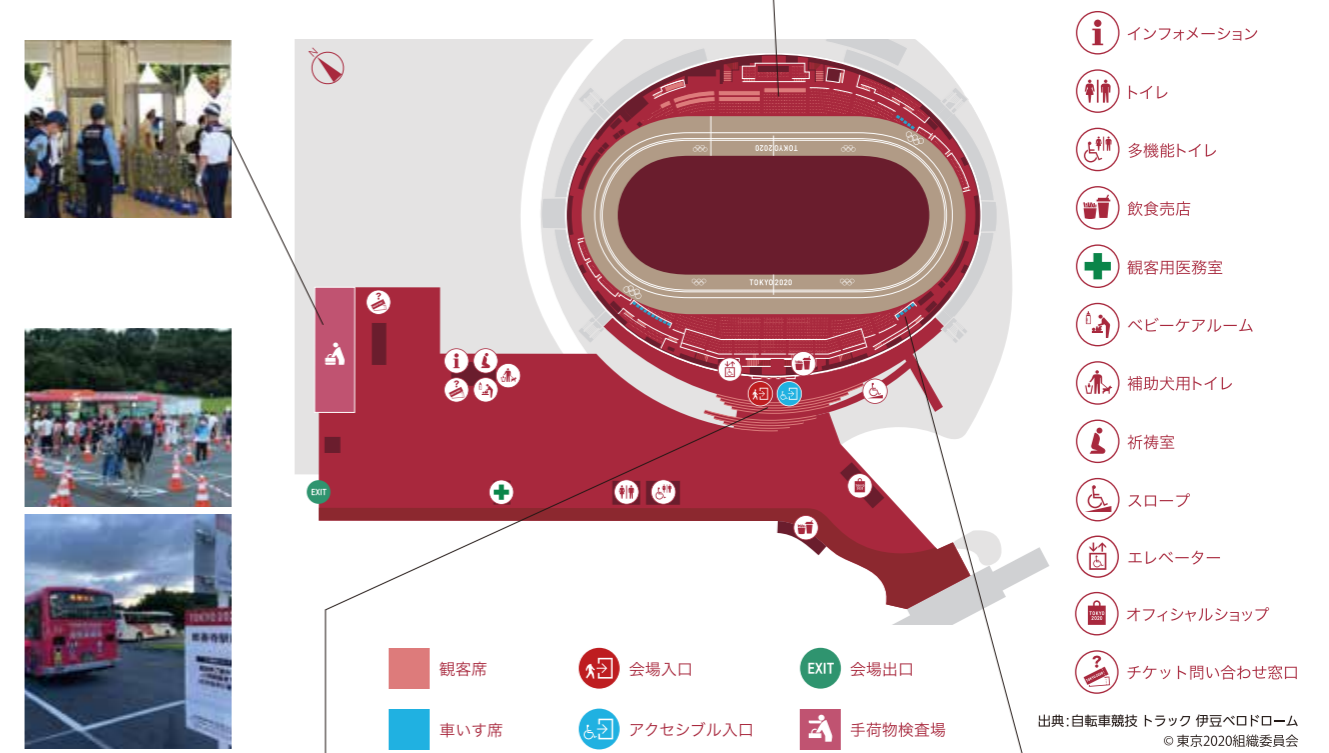 N
TOKYO2020
TOKYO2020
EXIT
インフォメーション
トイレ
多機能トイレ
飲食売店
観客用医務室
ベビーケアルーム
補助犬用トイレ
祈祷室
スロープ
エレベーター
TOKYO
2020
オフィシャルショップ
チケット問い合わせ窓口
観客席
会場入口
EXIT
会場出口
車いす席
アクセシブル入口
手荷物検査場
TOKYO 2020
出典:自転車競技 トラック 伊豆ベロドローム
© 東京2020組織委員会